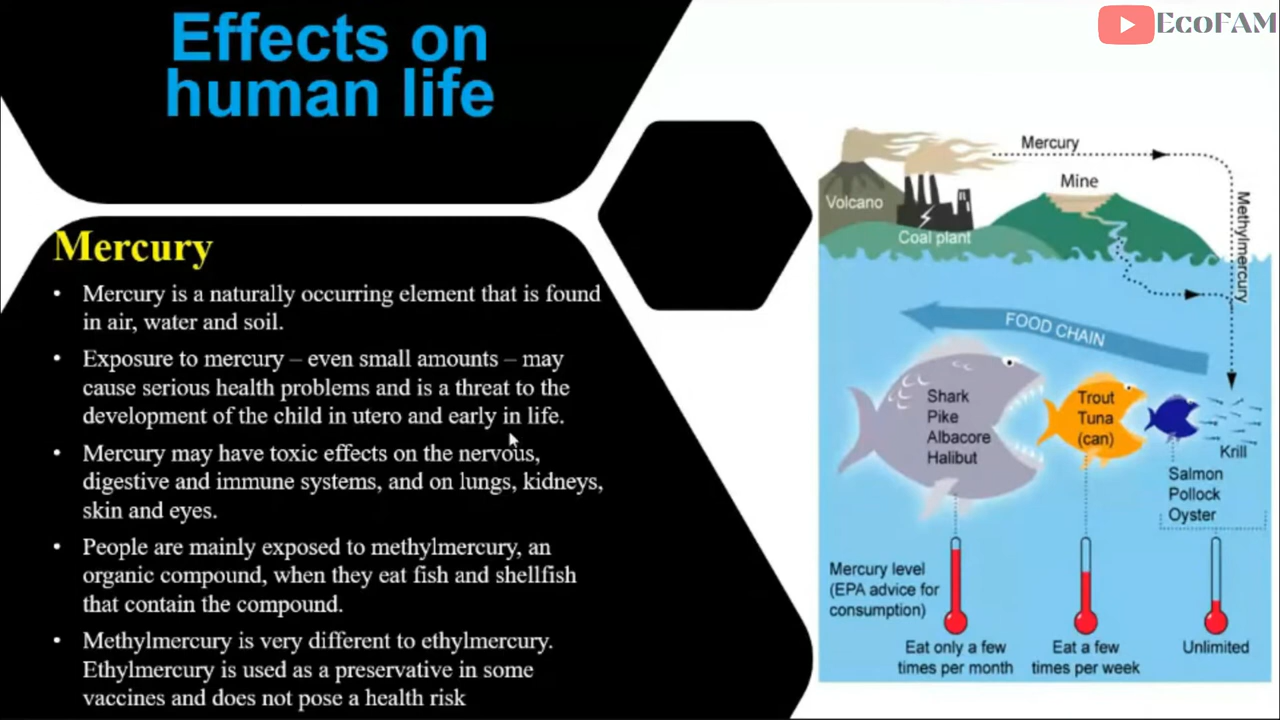 Effects on
human life
EcoFAM
Mercury
• Mercury is a naturally occurring element that is found
in air, water and soil.
• Exposure to mercury – even small amounts – may
cause serious health problems and is a threat to the
development of the child in utero and early in life.
• Mercury may have toxic effects on the nervous,
digestive and immune systems, and on lungs, kidneys,
skin and eyes.
• People are mainly exposed to methylmercury, an
organic compound, when they eat fish and shellfish
that contain the compound.
• Methylmercury is very different to ethylmercury.
Ethylmercury is used as a preservative in some
vaccines and does not pose a health risk
Mercury
Mine
Volcano
Coal plant
Methylmercury
FOOD CHAIN
Shark
Pike
Albacore
Halibut
Trout
Tuna
(can)
Krill
Salmon
Pollock
Oyster
Mercury level
(EPA advice for
consumption)
Eat only a few
times per month
Eat a few
times per week
Unlimited